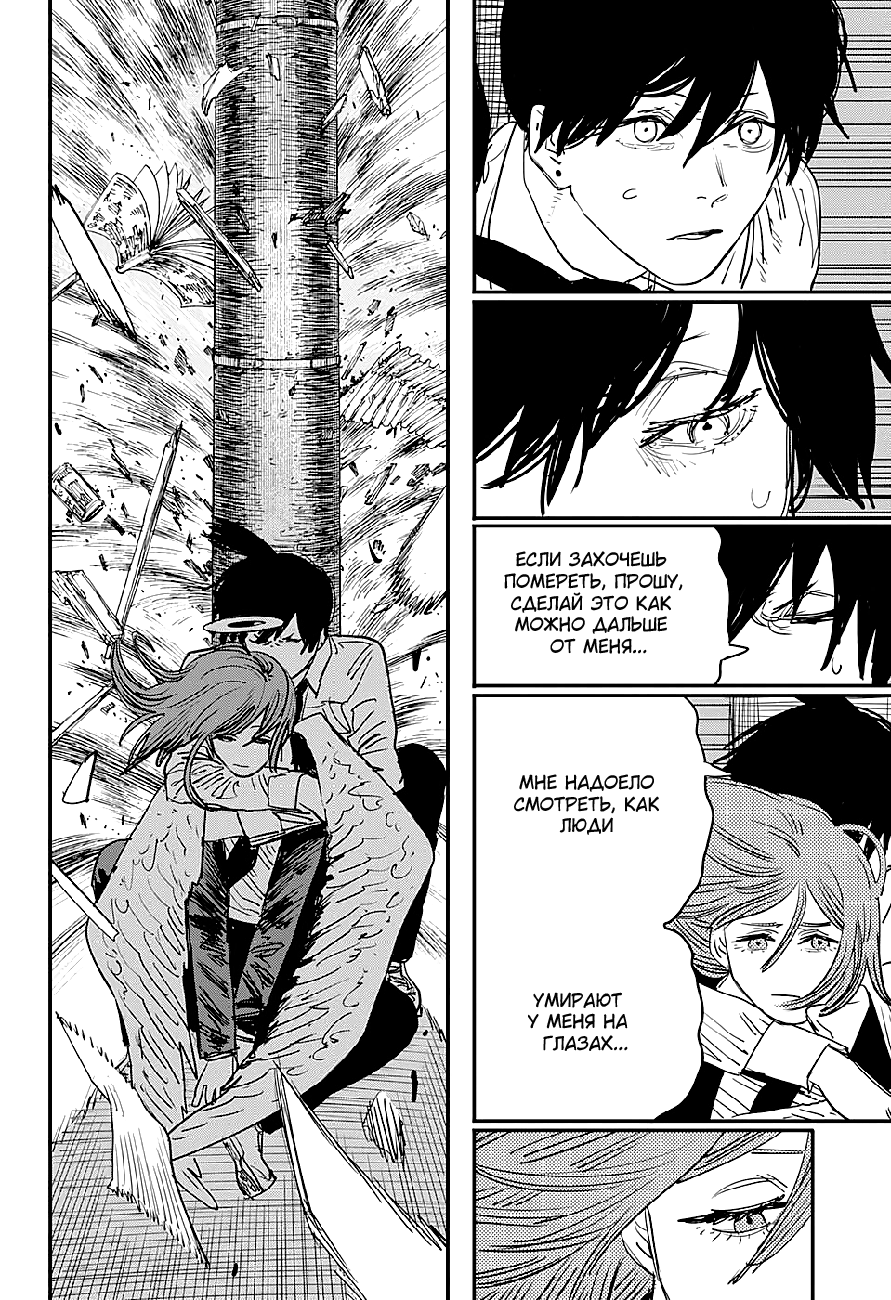 ЕСЛИ ЗАХОЧЕШЬ
ПОМЕРЕТЬ, ПРОШУ,
СДЕЛАЙ ЭТО КАК
МОЖНО ДАЛЬШЕ
ОТ МЕНЯ...
МНЕ НАДОЕЛО
СМОТРЕТЬ, КАК
ЛЮДИ
УМИРАЮТ
У МЕНЯ НА
ГЛАЗАХ...